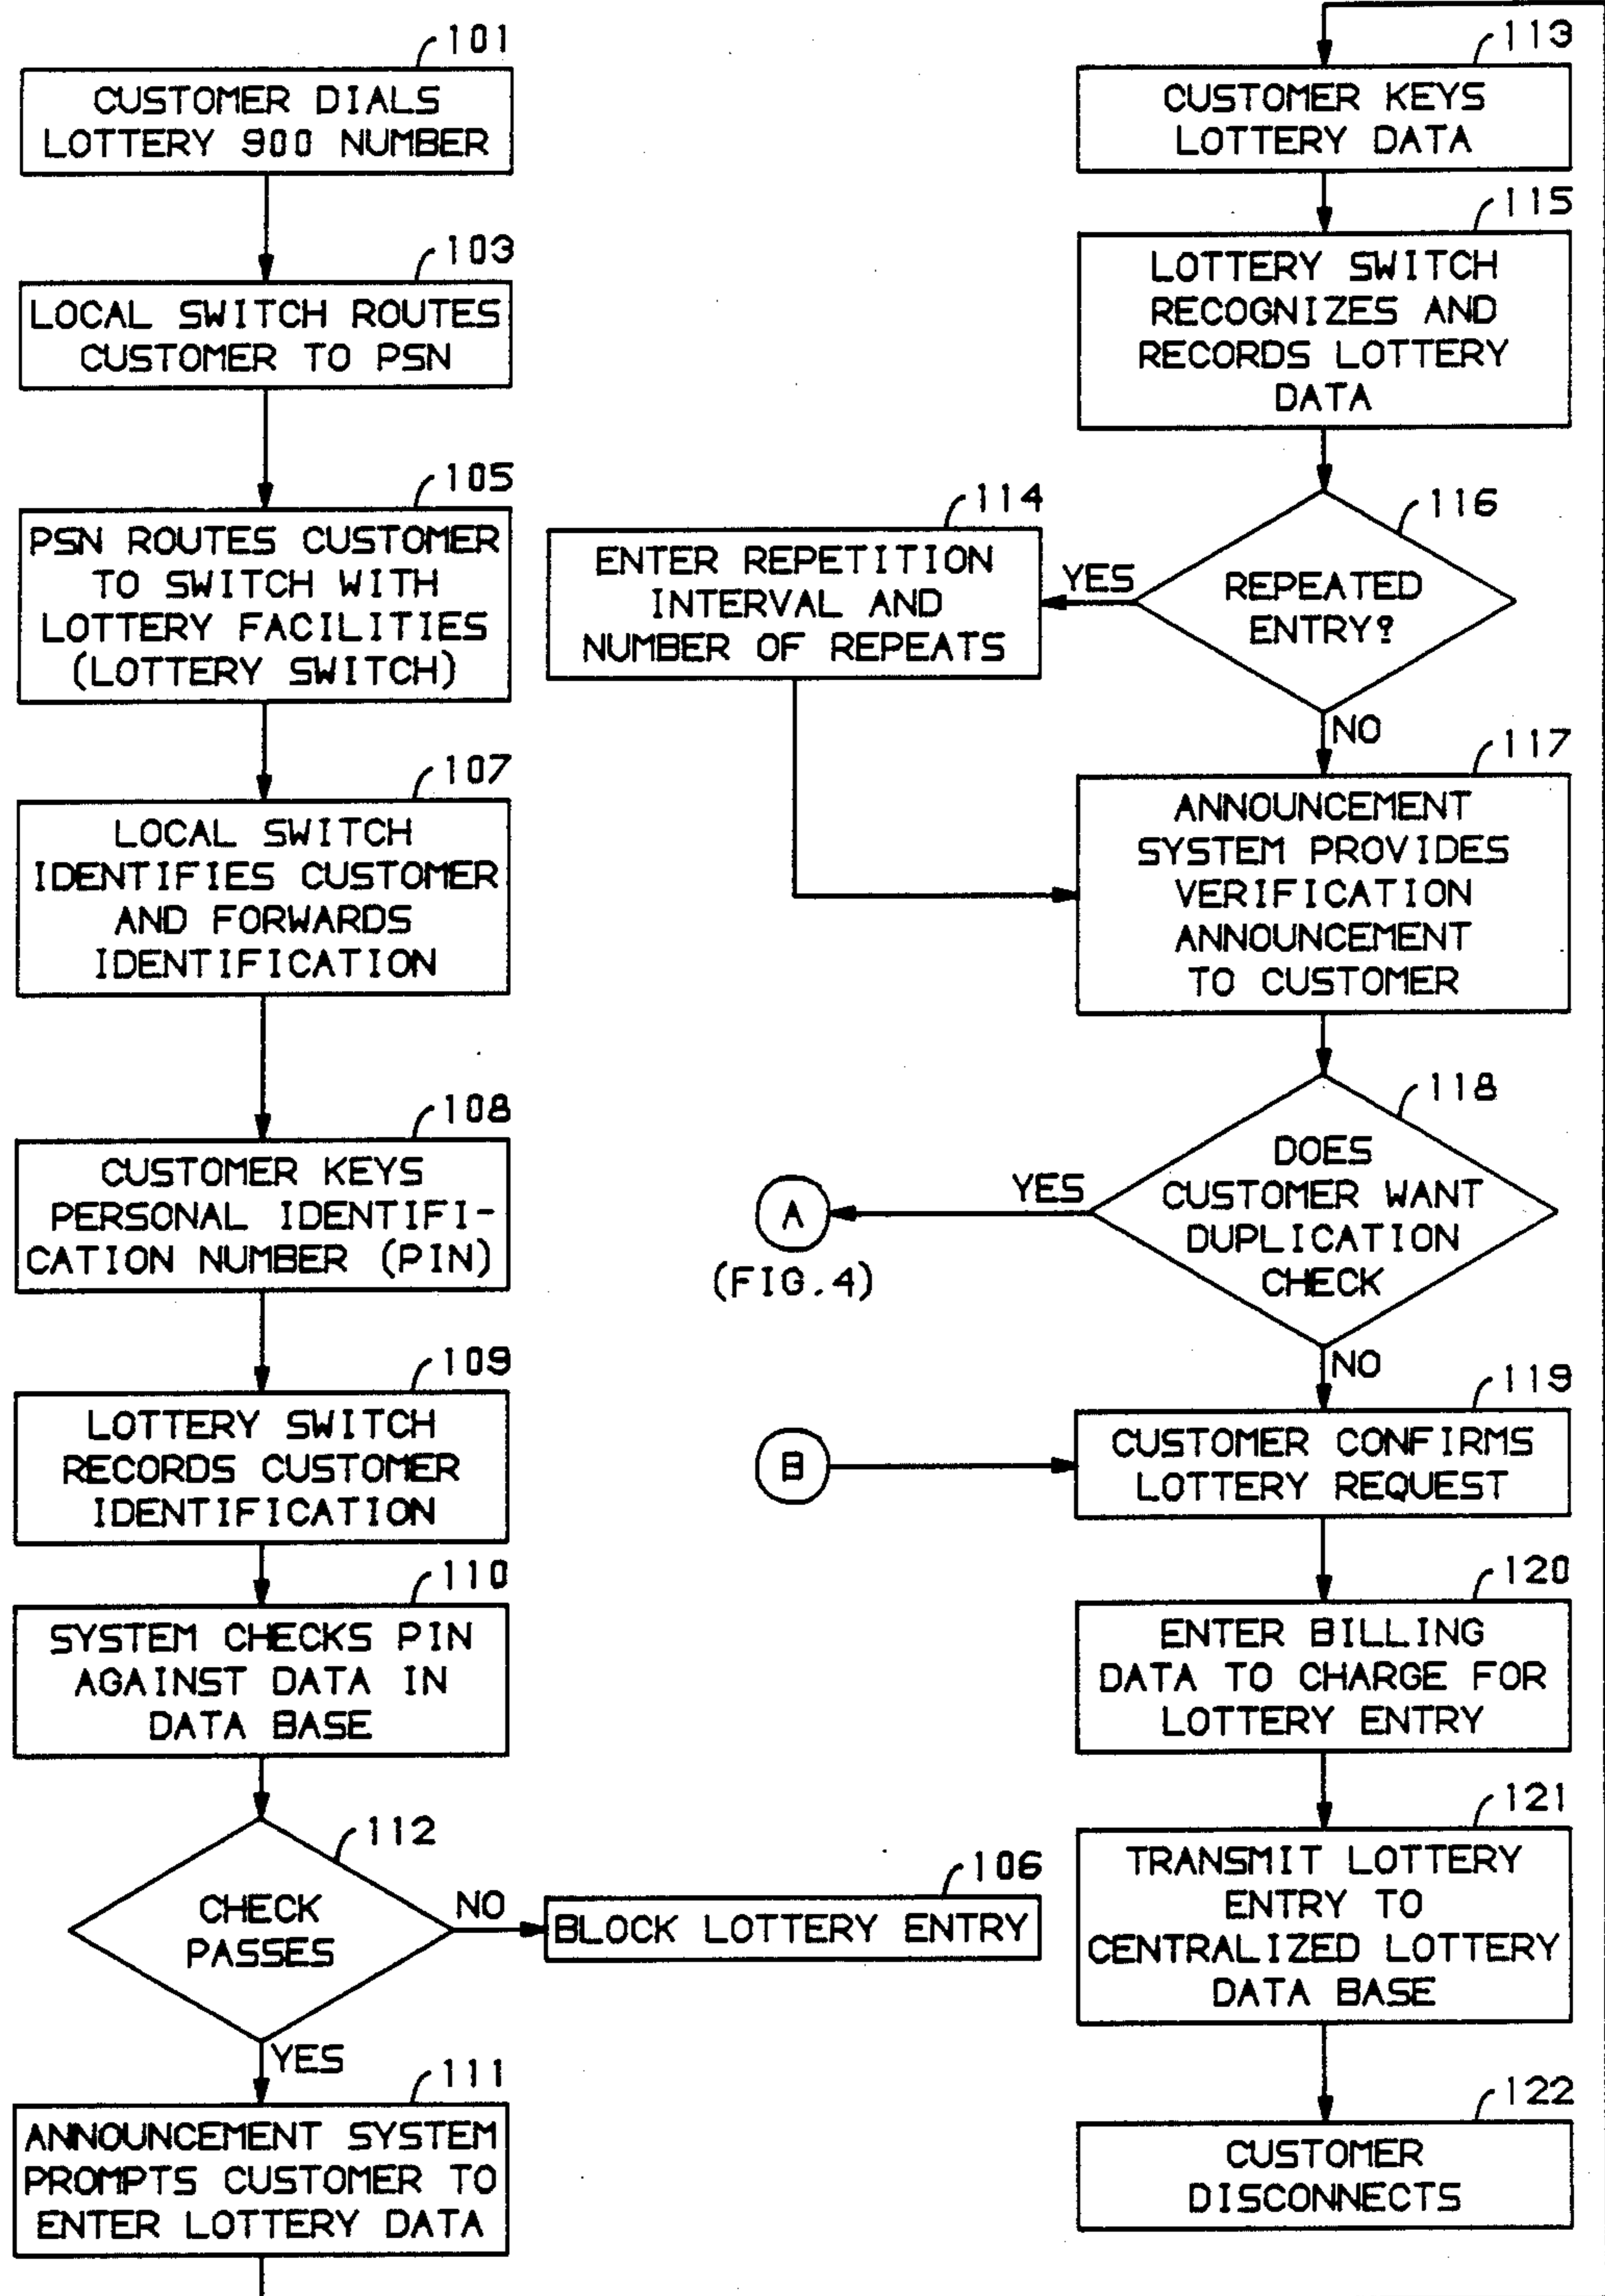 101
CUSTOMER DIALS
LOTTERY 900 NUMBER
103
LOCAL SWITCH ROUTES
CUSTOMER TO PSN
105
PSN ROUTES CUSTOMER
TO SWITCH WITH
LOTTERY FACILITIES
(LOTTERY SWITCH)
107
LOCAL SWITCH
IDENTIFIES CUSTOMER
AND FORWARDS
IDENTIFICATION
108
CUSTOMER KEYS
PERSONAL IDENTIFI-
CATION NUMBER (PIN)
109
LOTTERY SWITCH
RECORDS CUSTOMER
IDENTIFICATION
110
SYSTEM CHECKS PIN
AGAINST DATA IN
DATA BASE
112
CHECK
PASSES
NO
106
BLOCK LOTTERY ENTRY
YES
111
ANNOUNCEMENT SYSTEM
PROMPTS CUSTOMER TO
ENTER LOTTERY DATA
113
CUSTOMER KEYS
LOTTERY DATA
115
LOTTERY SWITCH
RECOGNIZES AND
RECORDS LOTTERY
DATA
116
REPEATED
ENTRY?
YES
114
ENTER REPETITION
INTERVAL AND
NUMBER OF REPEATS
NO
117
ANNOUNCEMENT
SYSTEM PROVIDES
VERIFICATION
ANNOUNCEMENT
TO CUSTOMER
118
DOES
CUSTOMER WANT
DUPLICATION
CHECK
YES
A
(FIG.4)
NO
119
B
CUSTOMER CONFIRMS
LOTTERY REQUEST
120
ENTER BILLING
DATA TO CHARGE FOR
LOTTERY ENTRY
121
TRANSMIT LOTTERY
ENTRY TO
CENTRALIZED LOTTERY
DATA BASE
122
CUSTOMER
DISCONNECTS